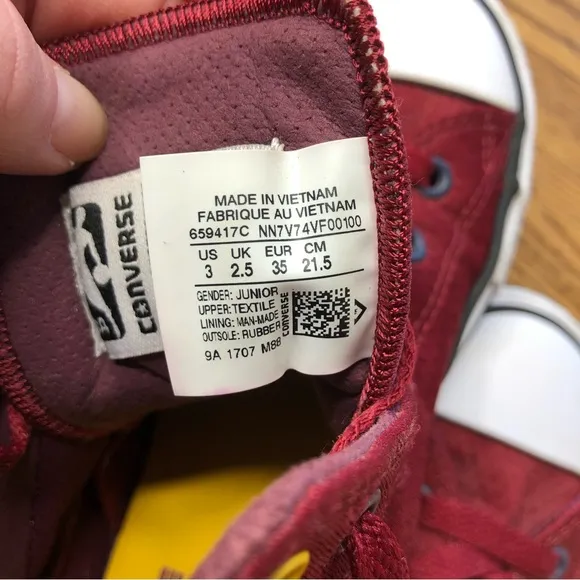 MADE IN VIETNAM
FABRIQUE AU VIETNAM
659417C NN7V74VF00100
US UK EUR CM
3 2.5 35 21.5
GENDER: JUNIOR
UPPER: TEXTILE
LINING: MAN-MADE
OUTSOLE: RUBBER
CONVERSE
9A 1707 M88
CONVERSE